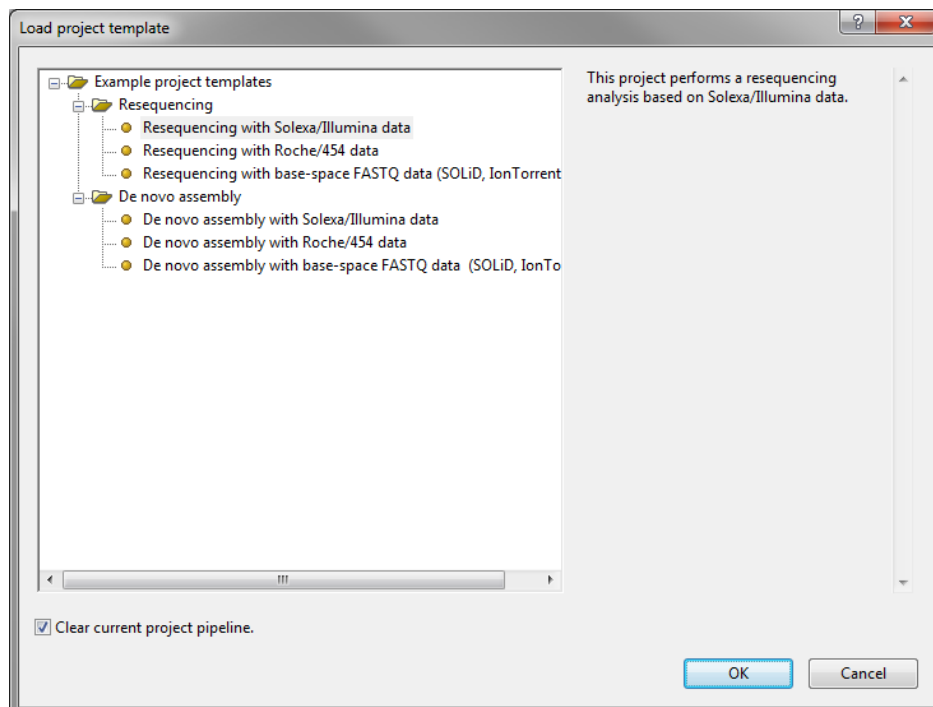 Load project template
Example project templates
Resequencing
Resequencing with Solexa/Illumina data
Resequencing with Roche/454 data
Resequencing with base-space FASTQ data (SOLiD, IonTorrent
De novo assembly
De novo assembly with Solexa/Illumina data
De novo assembly with Roche/454 data
De novo assembly with base-space FASTQ data  (SOLiD, IonTo
This project performs a resequencing
analysis based on Solexa/Illumina data.
Clear current project pipeline.
OK
Cancel